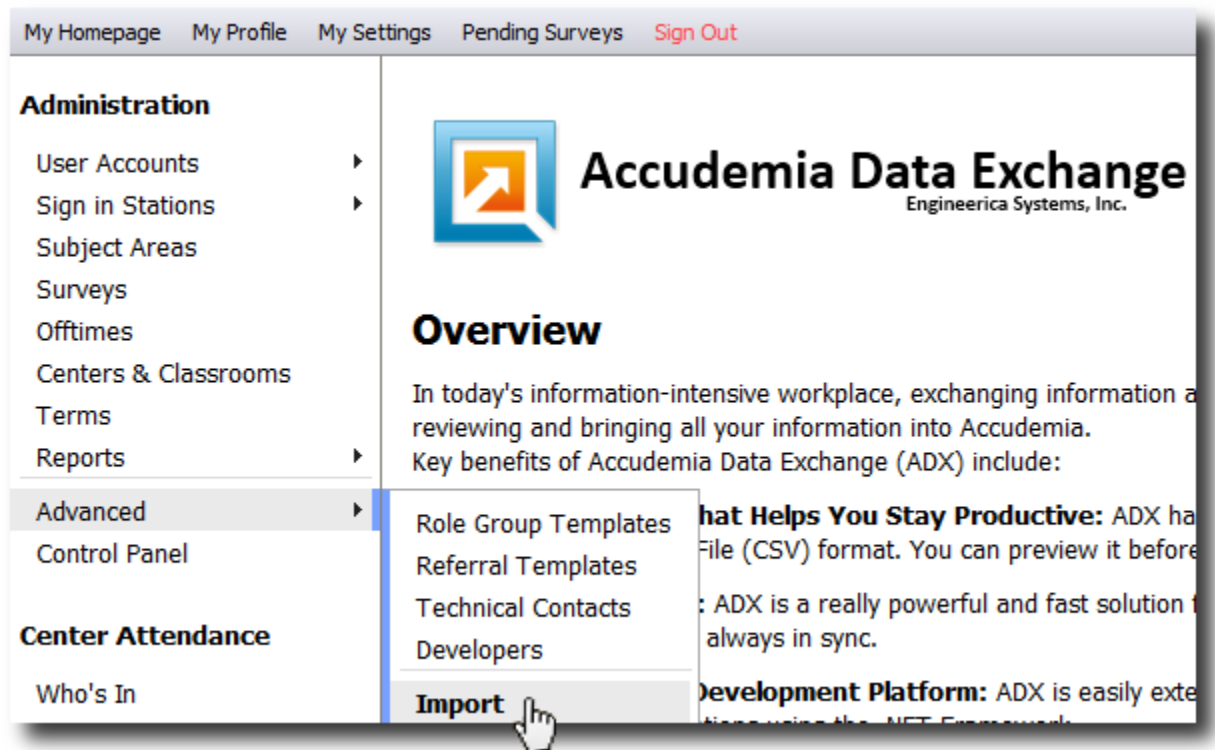 My Homepage My Profile My Settings Pending Surveys Sign Out
Administration
User Accounts
Sign in Stations
Subject Areas
Surveys
Offtimes
Centers & Classrooms
Terms
Reports
Advanced
Control Panel
Center Attendance
Who's In
Accudemia Data Exchange
Engineerica Systems, Inc.
Overview
In today's information-intensive workplace, exchanging information a
reviewing and bringing all your information into Accudemia.
Key benefits of Accudemia Data Exchange (ADX) include:
hat Helps You Stay Productive: ADX ha
File (CSV) format. You can preview it before
: ADX is a really powerful and fast solution
always in sync.
Development Platform: ADX is easily exte
using the .NET Framework
Role Group Templates
Referral Templates
Technical Contacts
Developers
Import